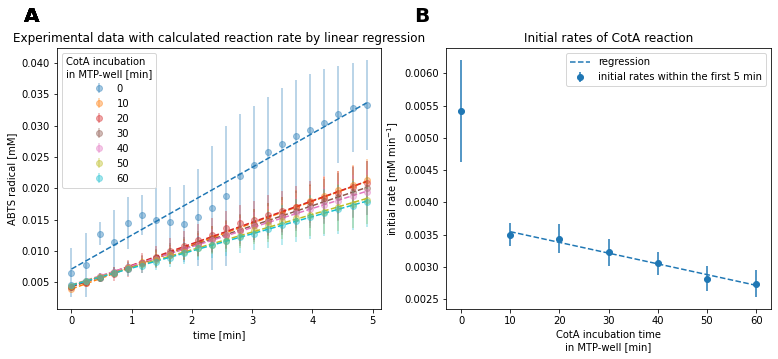 A
Experimental data with calculated reaction rate by linear regression
CotA incubation
in MTP-well [min]
0
10
20
30
40
50
60
0.040
0.035
0.030
0.025
0.020
0.015
0.010
0.005
ABTS radical [mM]
0 1 2 3 4 5
time [min]
B
Initial rates of CotA reaction
regression
initial rates within the first 5 min
0.0060
0.0055
0.0050
0.0045
0.0040
0.0035
0.0030
0.0025
initial rate [mM min⁻¹]
0 10 20 30 40 50 60
CotA incubation time
in MTP-well [min]